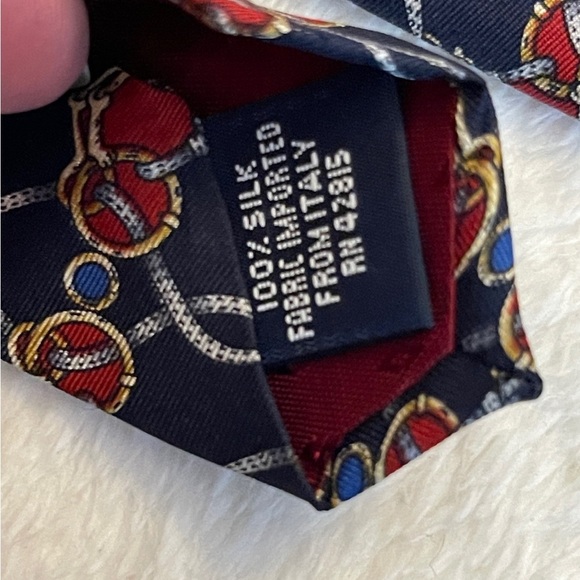 100% SILK
FABRIC IMPORTED
FROM ITALY
RN 42815